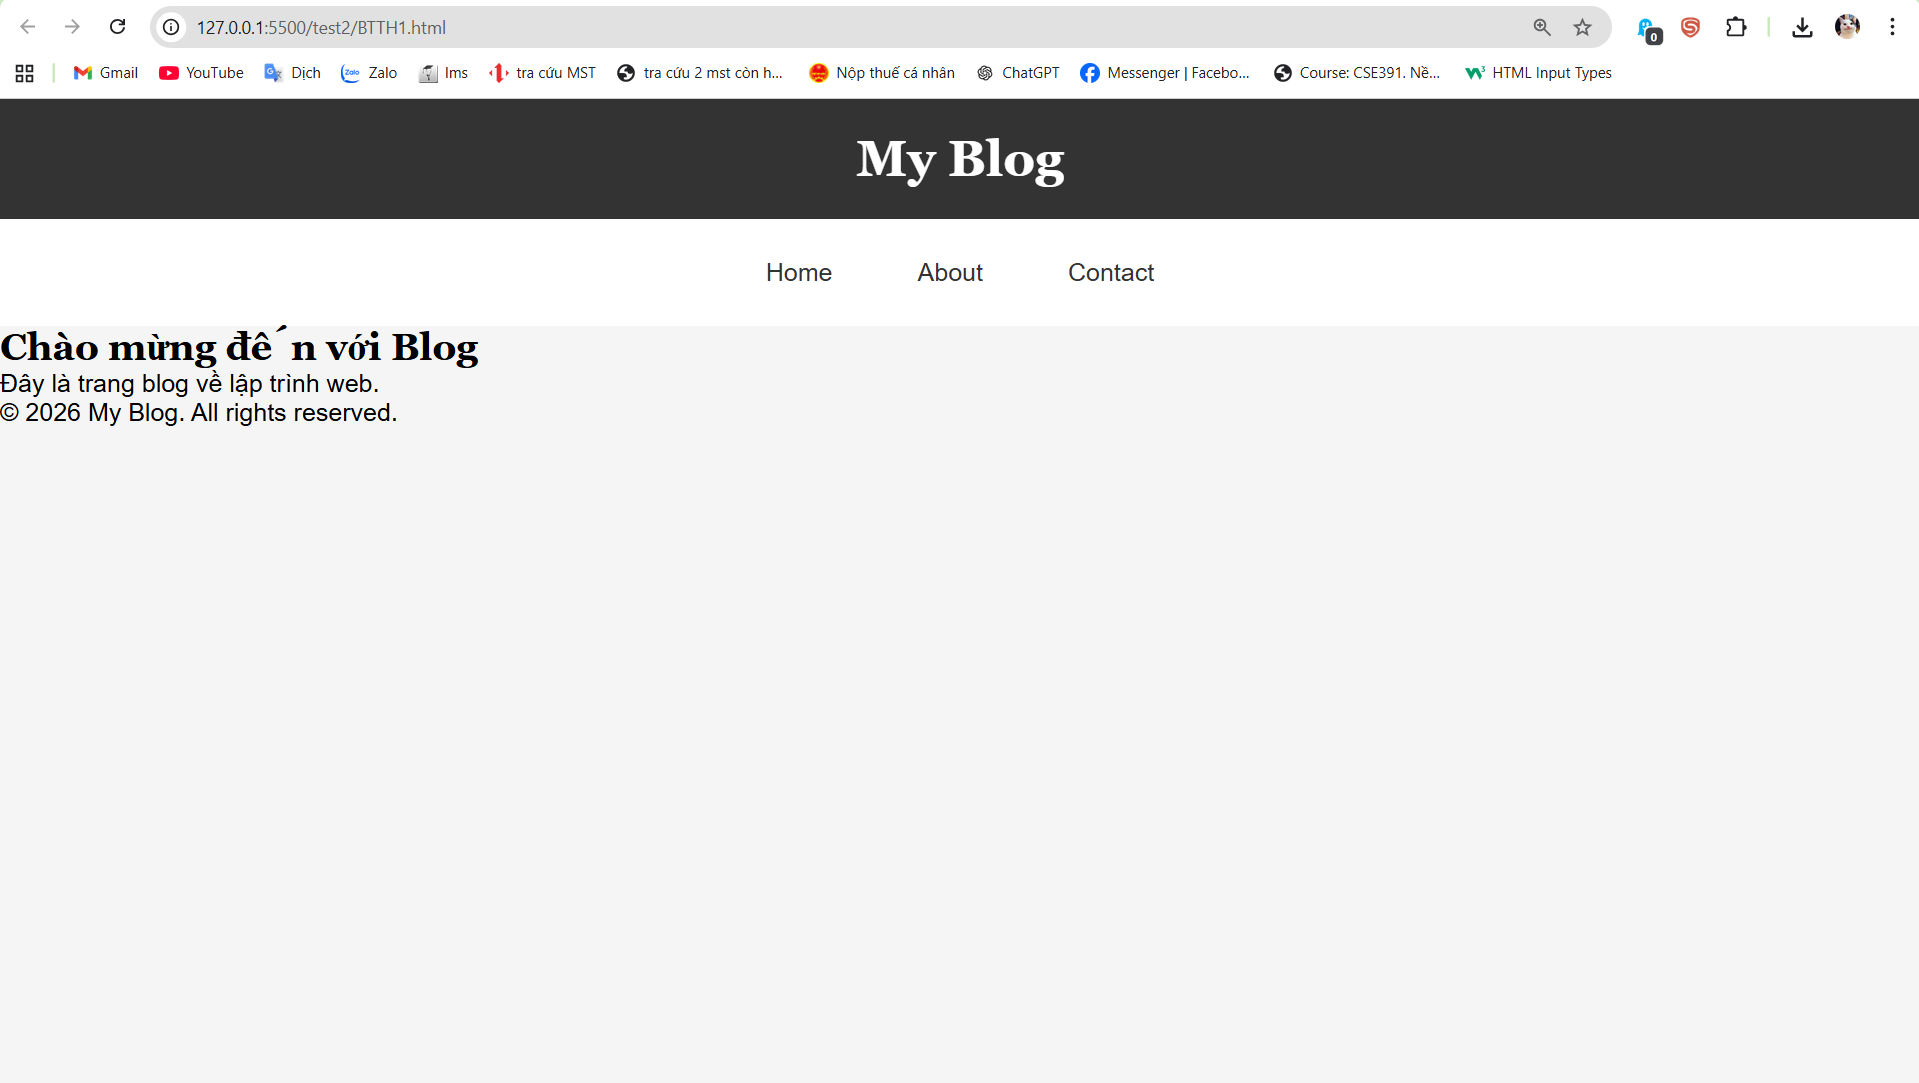 127.0.0.1:5500/test2/BTTH1.html
0
Gmail YouTube Dịch Zalo Ims tra cứu MST tra cứu 2 mst còn h... Nộp thuế cá nhân ChatGPT Messenger | Facebo... Course: CSE391. Nề... HTML Input Types
My Blog
Home About Contact
Chào mừng đến với Blog
Đây là trang blog về lập trình web.
© 2026 My Blog. All rights reserved.